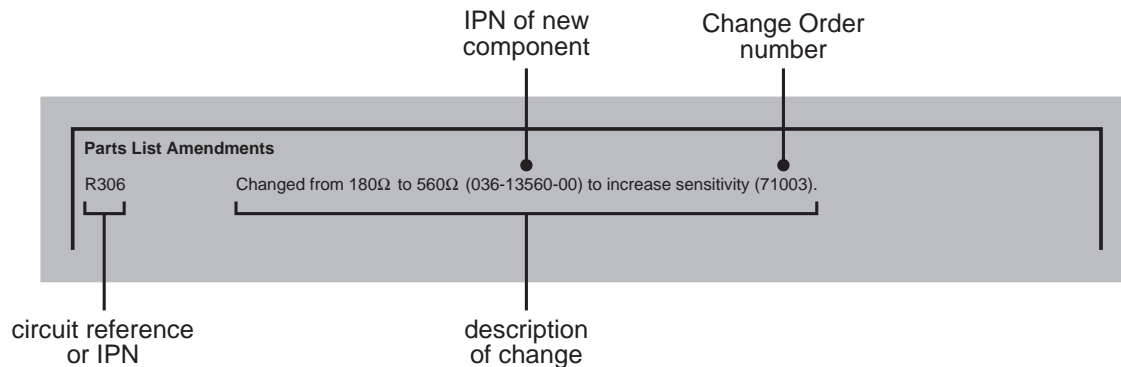 IPN of new
component
Change Order
number
Parts List Amendments
R306 Changed from 180Ω to 560Ω (036-13560-00) to increase sensitivity (71003).
circuit reference
or IPN
description
of change